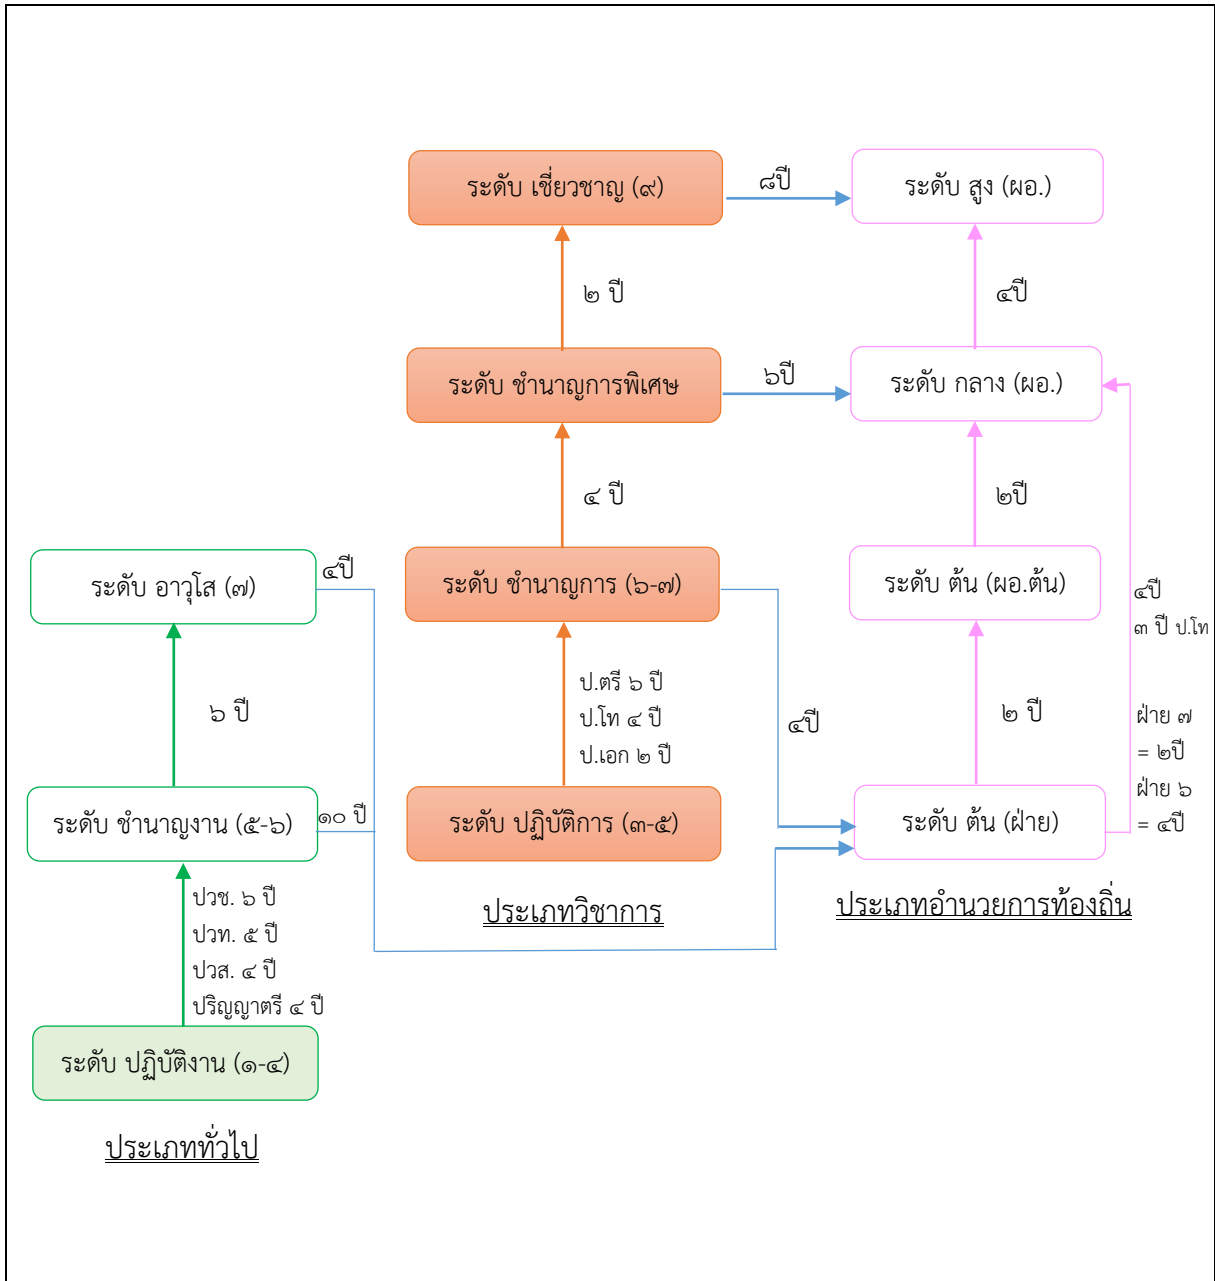 ระดับ เชี่ยวชาญ (๙)
๘ปี
ระดับ สูง (ผอ.)
๒ ปี
๔ปี
ระดับ ชำนาญการพิเศษ
๖ปี
ระดับ กลาง (ผอ.)
๔ ปี
๒ปี
ระดับ อาวุโส (๗)
๔ปี
ระดับ ชำนาญการ (๖-๗)
ระดับ ต้น (ผอ.ต้น)
๔ปี
๓ ปี ป.โท
๖ ปี
ป.ตรี ๖ ปี
ป.โท ๔ ปี
ป.เอก ๒ ปี
๔ปี
๒ ปี
ฝ่าย ๗
= ๒ปี
ฝ่าย ๖
= ๔ปี
ระดับ ชำนาญงาน (๕-๖)
๑๐ ปี
ระดับ ปฏิบัติการ (๓-๕)
ระดับ ต้น (ฝ่าย)
ปวช. ๖ ปี
ปวท. ๕ ปี
ปวส. ๔ ปี
ปริญญาตรี ๔ ปี
ประเภทวิชาการ
ประเภทอำนวยการท้องถิ่น
ระดับ ปฏิบัติงาน (๑-๔)
ประเภททั่วไป